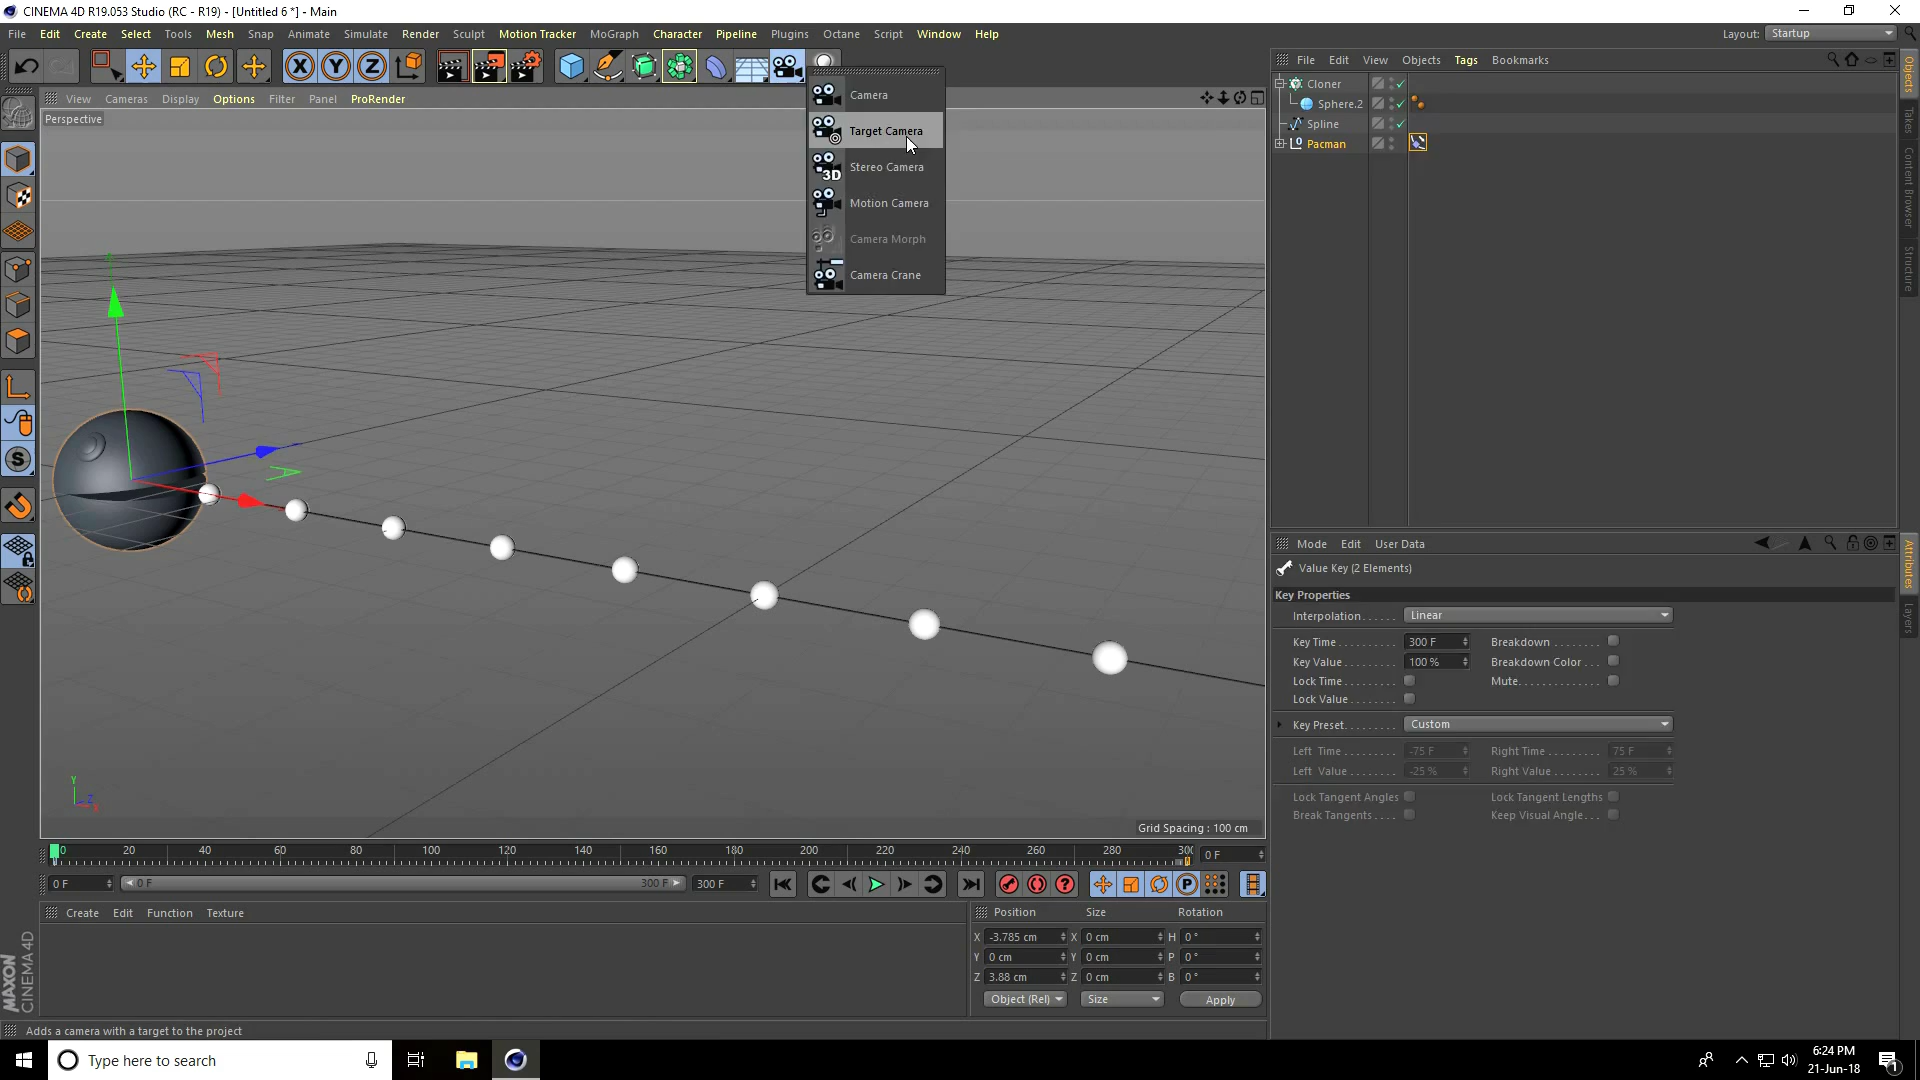 CINEMA 4D R19.053 Studio (RC - R19) - [Untitled 6 *] - Main
File Edit Create Select Tools Mesh Snap Animate Simulate Render Sculpt Motion Tracker MoGraph Character Pipeline Plugins Octane Script Window Help Layout: Startup
X Y Z
File Edit View Objects Tags Bookmarks
View Cameras Display Options Filter Panel ProRender
Perspective
Camera
Target Camera
Stereo Camera
3D
Motion Camera
Camera Morph
Camera Crane
Cloner
Sphere.2
Spline
Pacman
Objects
Takes
Content Browser
Structure
Mode Edit User Data
Value Key (2 Elements)
Key Properties
Interpolation...... Linear
Key Time......... 300 F Breakdown
Key Value......... 100 % Breakdown Color...
Lock Time......... Mute.............
Lock Value........
Key Preset......... Custom
Left Time......... -75 F Right Time......... 75 F
Left Value......... -25 % Right Value......... 25 %
Lock Tangent Angles Lock Tangent Lengths
Break Tangents.... Keep Visual Angle...
Attributes
Layers
Y
Z
X
Grid Spacing : 100 cm
0 20 40 60 80 100 120 140 160 180 200 220 240 260 280 300 0 F
0 F 0 F 300 F 300 F
P
Create Edit Function Texture
Position Size Rotation
X -3.785 cm X 0 cm H 0 °
Y 0 cm Y 0 cm P 0 °
Z 3.88 cm Z 0 cm B 0 °
Object (Rel) Size Apply
MAXON
CINEMA 4D
Adds a camera with a target to the project
Type here to search
6:24 PM
21-Jun-18
1